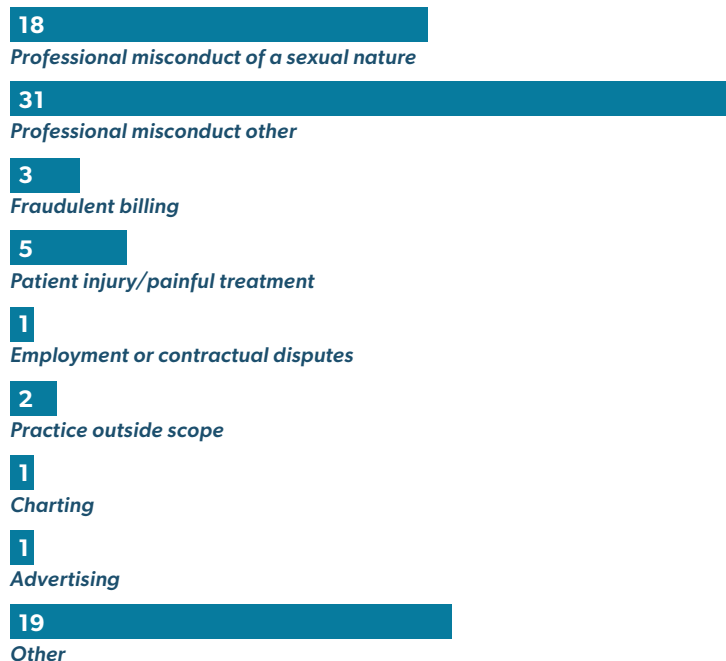 18
Professional misconduct of a sexual nature
31
Professional misconduct other
3
Fraudulent billing
5
Patient injury/painful treatment
1
Employment or contractual disputes
2
Practice outside scope
1
Charting
1
Advertising
19
Other